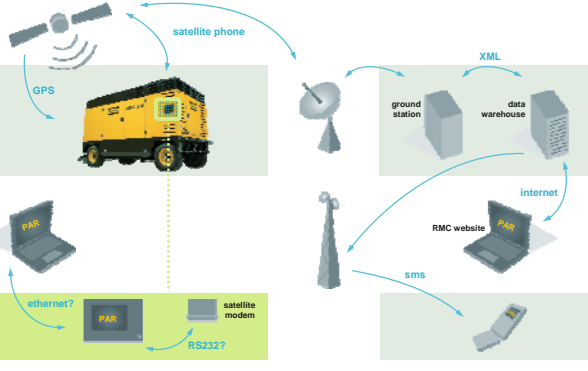 satellite phone
XML
GPS
ground
station
data
warehouse
internet
PAR
RMC website
PAR
sms
ethernet?
PAR
satellite
modem
RS232?